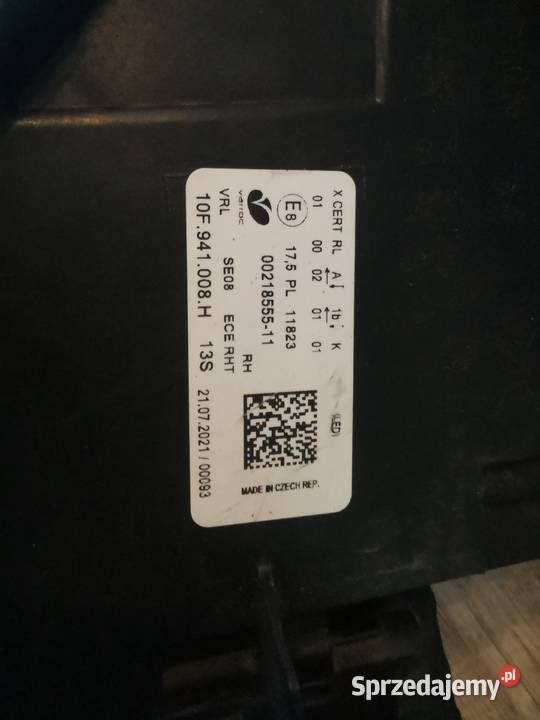 X CERT RL A 1b K (LED)
01 00 02 01 01
E8 17,5 PL 11823
varroc 00218555-11
RH
VRL SE08 ECE RHT
10F.941.008.H 13S 21.07.2021 / 00093
MADE IN CZECH REP.
Sprzedajemy.pl